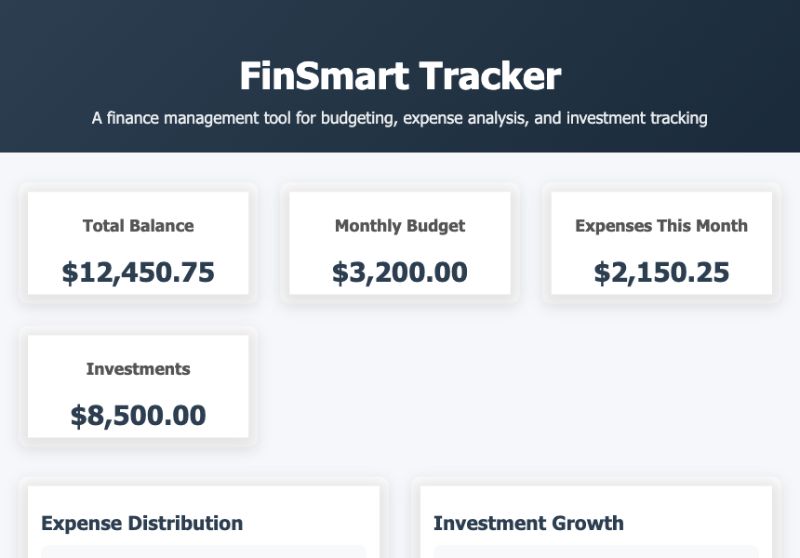 FinSmart Tracker
A finance management tool for budgeting, expense analysis, and investment tracking
Total Balance
$12,450.75
Monthly Budget
$3,200.00
Expenses This Month
$2,150.25
Investments
$8,500.00
Expense Distribution
Investment Growth